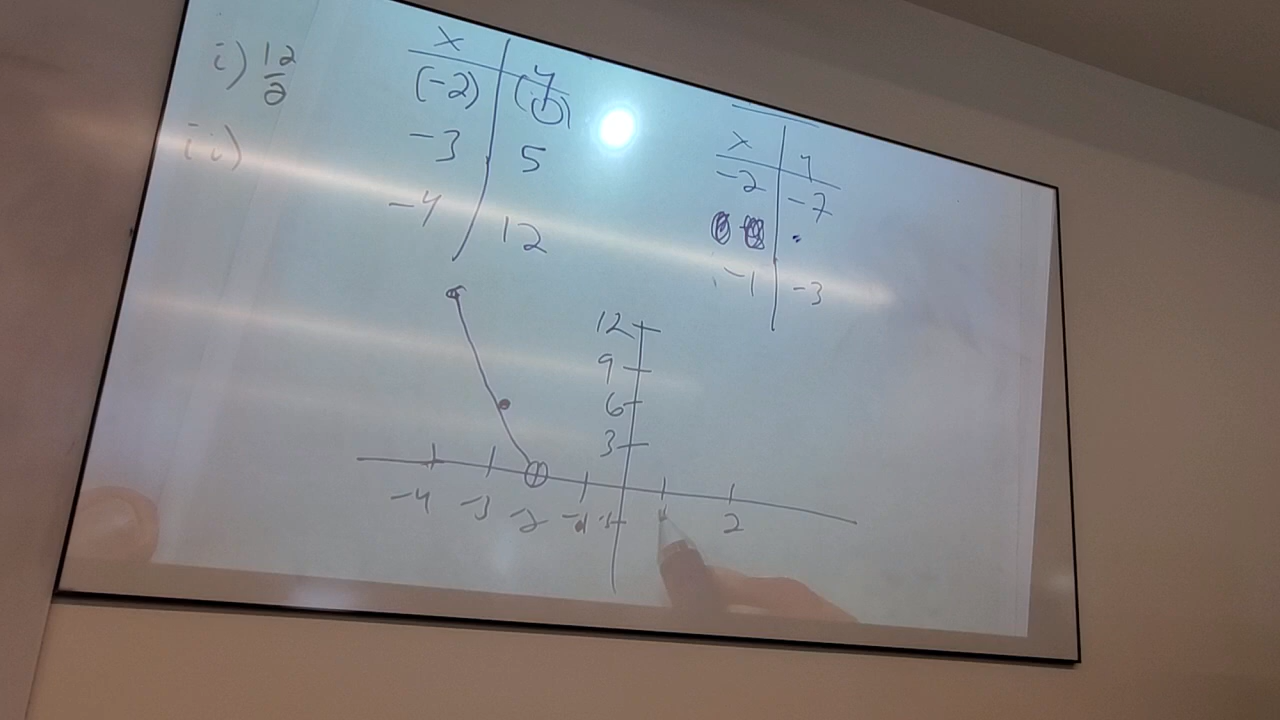 i) 12/2
ii)
x | y
(-2) | (0)
-3 | 5
-4 | 12
x | y
-2 | -7
-1 | -3
12
9
6
3
-4 -3 -2 -1 2